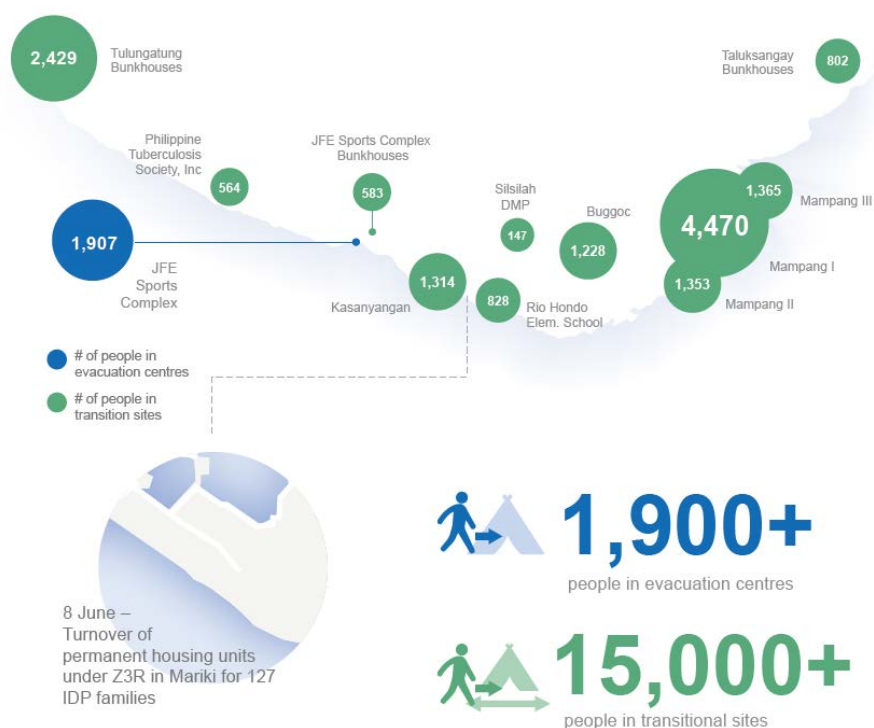 2,429
Tulungatung
Bunkhouses
Taluksangay
Bunkhouses
802
Philippine
Tuberculosis
Society, Inc
564
JFE Sports Complex
Bunkhouses
583
Silsilah
DMP
147
Buggoc
1,228
4,470
1,365
Mampang III
Mampang I
1,353
Mampang II
1,907
JFE
Sports
Complex
1,314
Kasanyangan
828
Rio Hondo
Elem. School
# of people in
evacuation centres
# of people in
transition sites
8 June –
Turnover of
permanent housing units
under Z3R in Mariki for 127
IDP families
1,900+
people in evacuation centres
15,000+
people in transitional sites